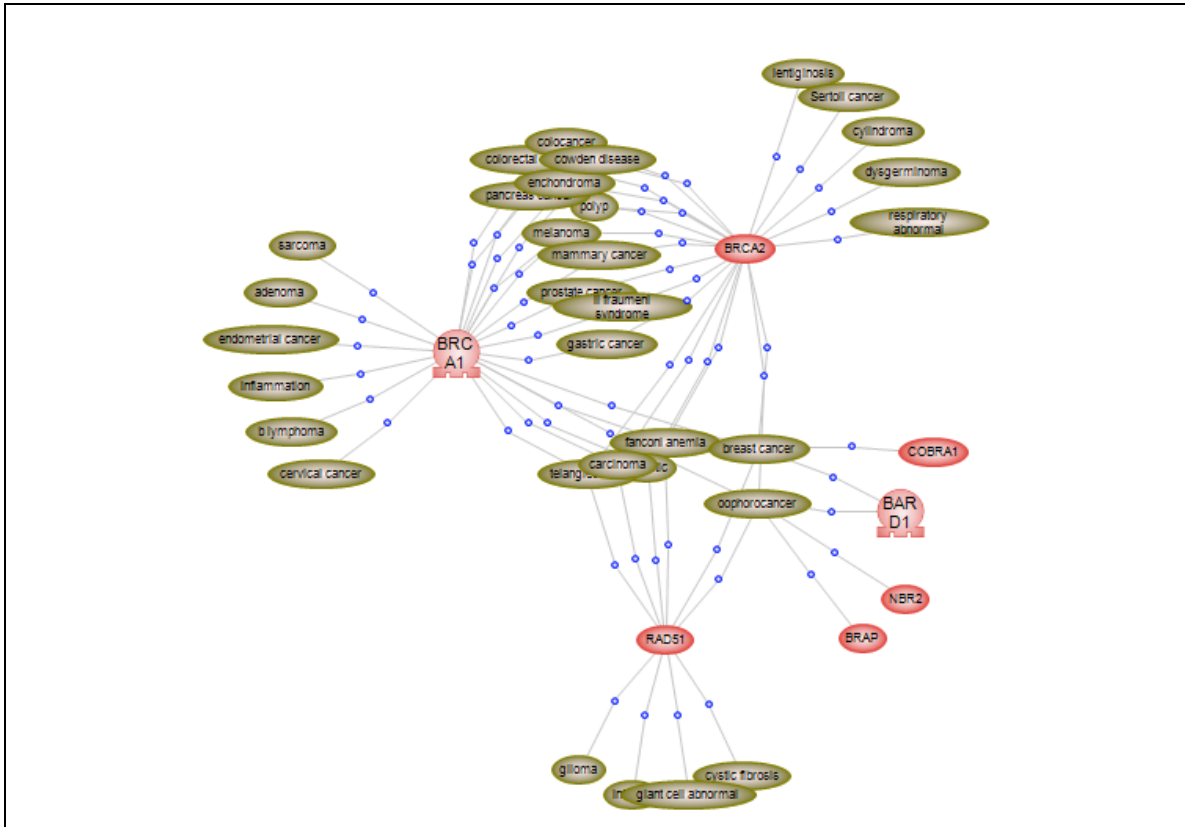 lentiginosis
Sertoli cancer
cylindroma
colocancer
colorectal
cowden disease
dysgerminoma
enchondroma
pancreas cancer
polyp
respiratory
abnormal
melanoma
BRCA2
sarcoma
mammary cancer
adenoma
prostate cancer
li fraumeni
syndrome
endometrial cancer
BRC
A1
gastric cancer
inflammation
b lymphoma
fanconi anemia
breast cancer
COBRA1
cervical cancer
carcinoma
oophorocancer
BAR
D1
NBR2
RAD51
BRAP
glioma
cystic fibrosis
giant cell abnormal